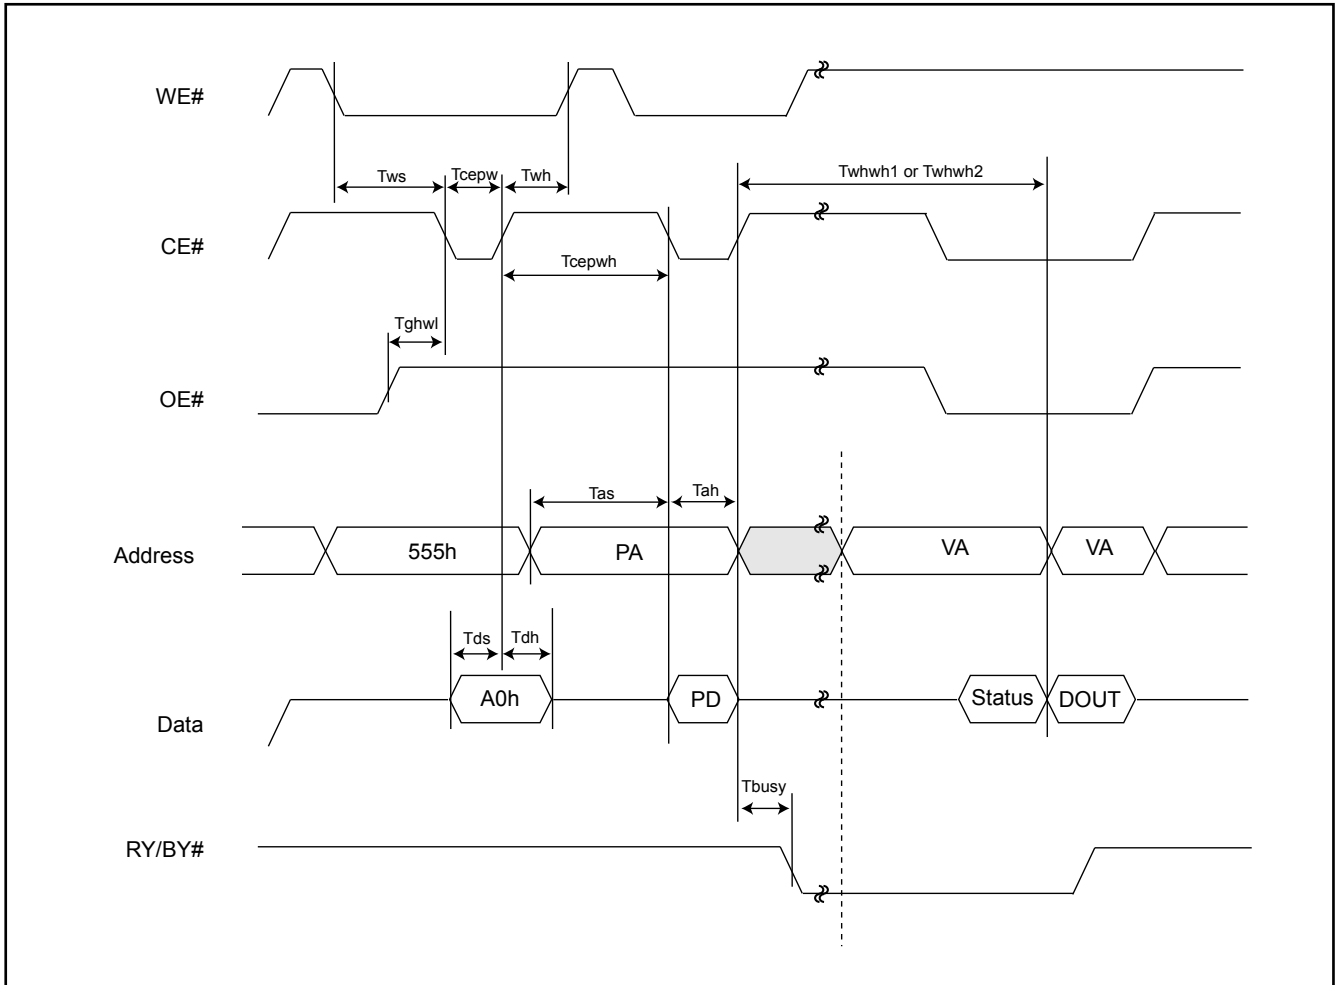 WE#
Tws Tcepw Twh Twhwh1 or Twhwh2
CE#
Tcepwh
Tghwl
OE#
Tas Tah
Address 555h PA VA VA
Tds Tdh
Data A0h PD Status DOUT
Tbusy
RY/BY#